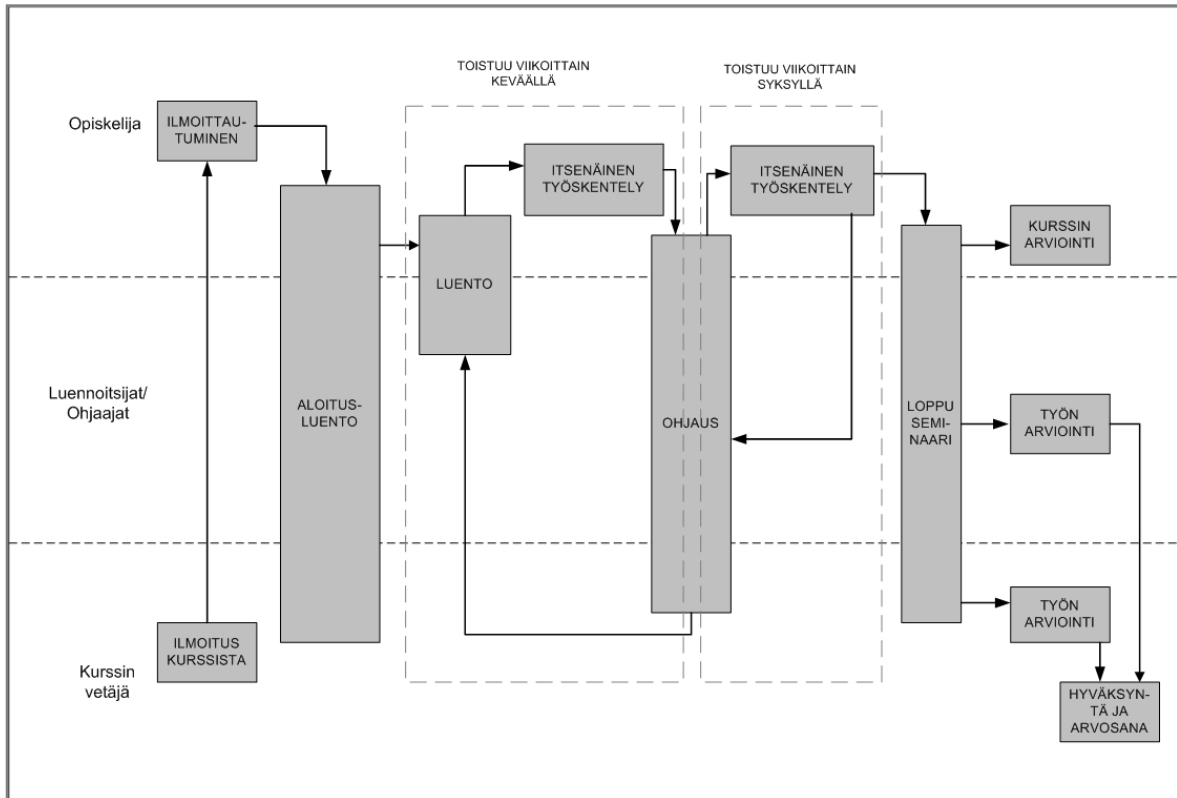 TOISTUU VIIKOITTAIN
KEVÄÄLLÄ
TOISTUU VIIKOITTAIN
SYKSYLLÄ
Opiskelija
ILMOITTAU-
TUMINEN
ITSENÄINEN
TYÖSKENTELY
ITSENÄINEN
TYÖSKENTELY
KURSSIN
ARVIOINTI
LUENTO
Luennoitsijat/
Ohjaajat
ALOITUS-
LUENTO
OHJAUS
LOPPU
SEMI-
NAARI
TYÖN
ARVIOINTI
Kurssin
vetäjä
ILMOITUS
KURSSISTA
TYÖN
ARVIOINTI
HYVÄKSYN-
TÄ JA
ARVOSANA